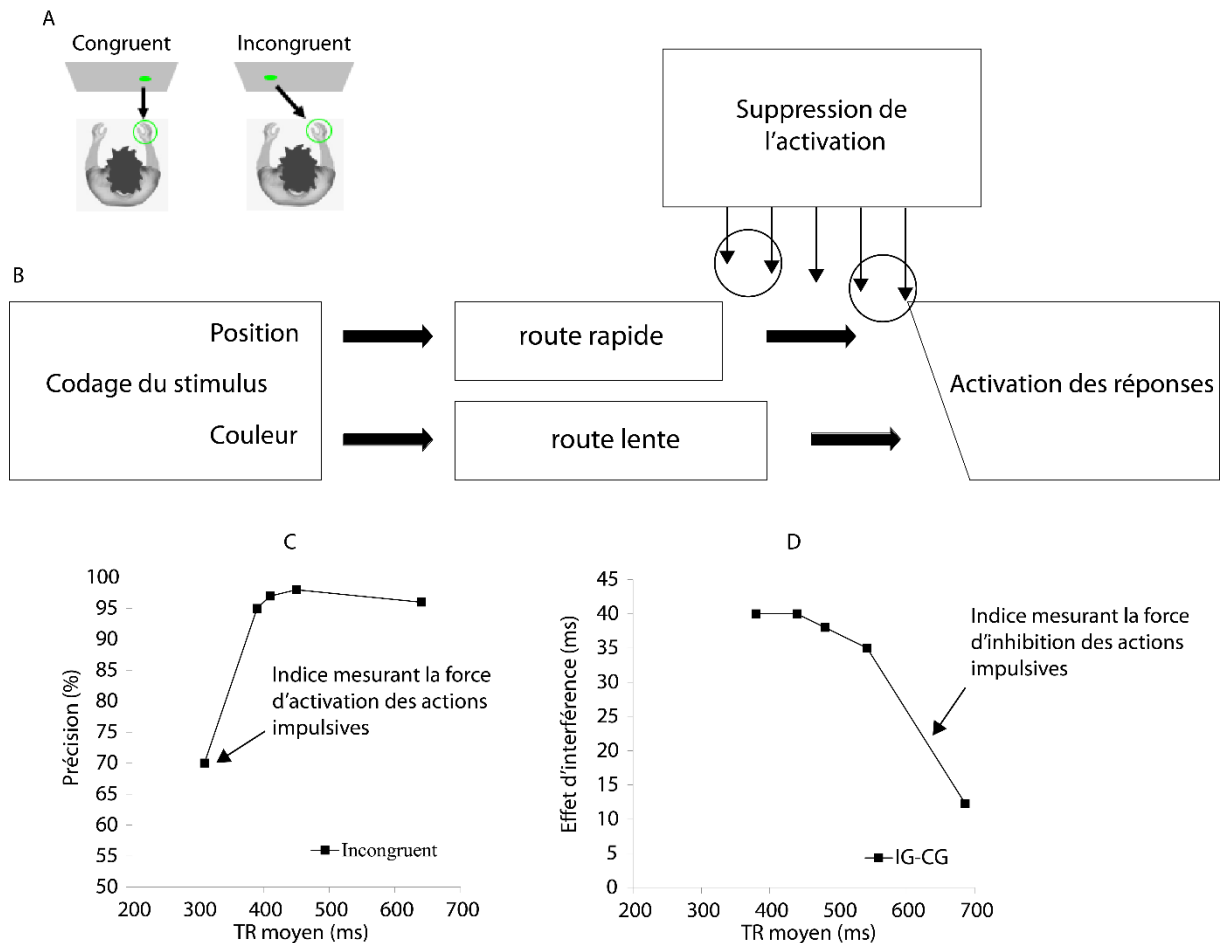 A
Congruent
Incongruent
Suppression de
l'activation
B
Position
Codage du stimulus
Couleur
route rapide
route lente
Activation des réponses
C
100
95
90
85
80
75
70
65
60
55
50
Précision (%)
Indice mesurant la force
d'activation des actions
impulsives
Incongruent
200
300
400
500
600
700
TR moyen (ms)
D
45
40
35
30
25
20
15
10
5
0
Effet d'interférence (ms)
Indice mesurant la force
d'inhibition des actions
impulsives
IG-CG
200
300
400
500
600
700
TR moyen (ms)